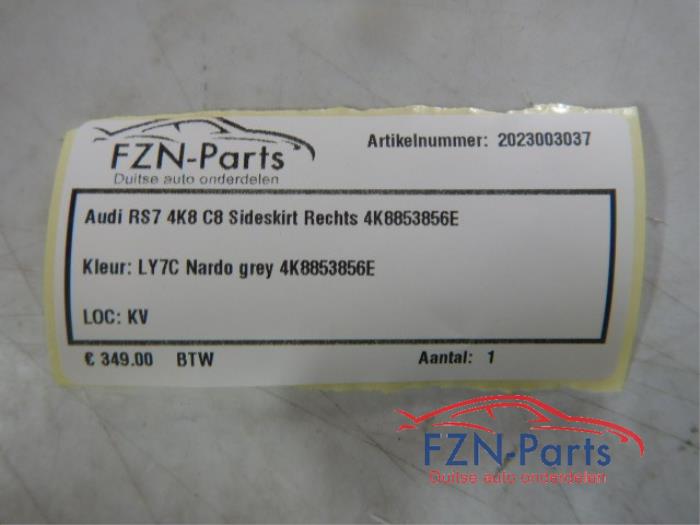 FZN-Parts
Duitse auto onderdelen
Artikelnummer: 2023003037
Audi RS7 4K8 C8 Sideskirt Rechts 4K8853856E
Kleur: LY7C Nardo grey 4K8853856E
LOC: KV
€ 349.00 BTW
Aantal: 1
FZN-Parts
Duitse auto onderdelen